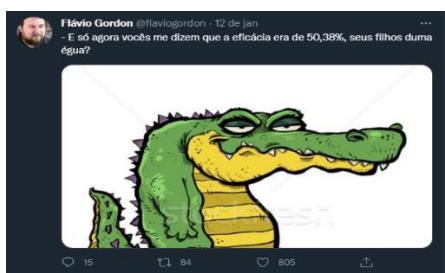 Flávio Gordon @flaviogordon · 12 de jan
- E só agora vocês me dizem que a eficácia era de 50,38%, seus filhos duma
égua?
stockfresh
15 84 805